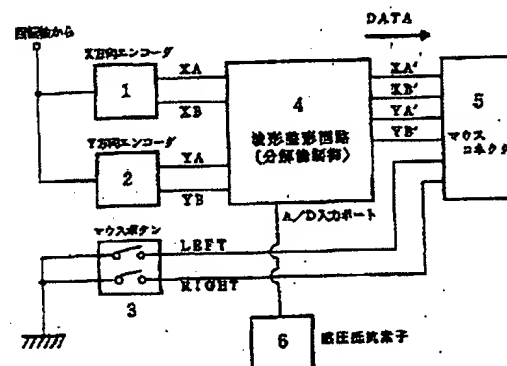 回転軸から
X方向エンコーダ
1
XA
XB
Y方向エンコーダ
2
YA
YB
4
波形整形回路
(分解能制御)
DATA
XA'
XB'
YA'
YB'
5
マウス
コネクタ
A/D入力ポート
マウスボタン
LEFT
RIGHT
3
6
感圧抵抗素子